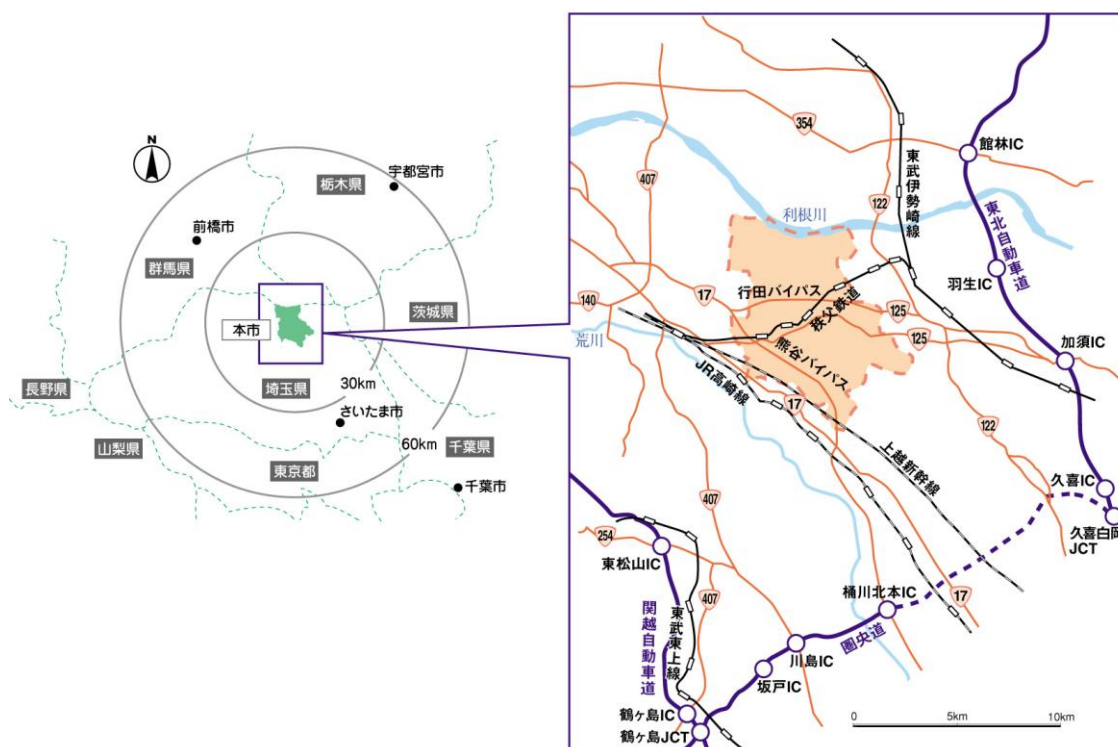 N
宇都宮市
栃木県
前橋市
群馬県
茨城県
本市
長野県
埼玉県
30km
さいたま市
山梨県
60km
千葉県
東京都
千葉市
354
407
館林IC
東武伊勢崎線
122
利根川
東北自動車道
羽生IC
140
17
行田バイパス
秩父鉄道
125
荒川
125
熊谷バイパス
加須IC
JR高崎線
17
122
上越新幹線
久喜IC
407
久喜白岡
JCT
254
東松山IC
桶川北本IC
17
407
関越自動車道
東武東上線
圏央道
川島IC
坂戸IC
鶴ヶ島IC
鶴ヶ島JCT
0
5km
10km